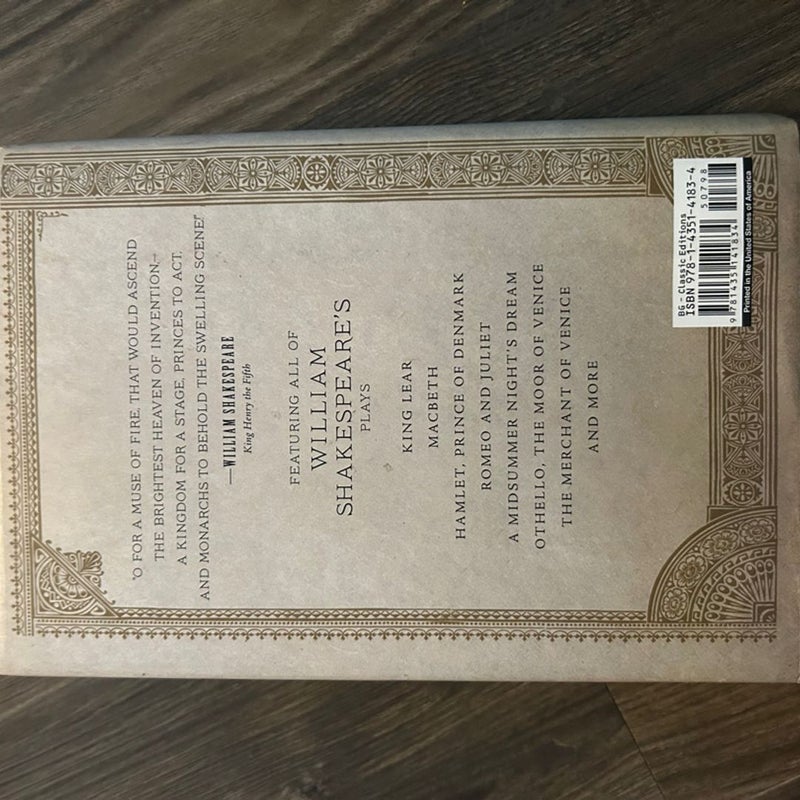 "O FOR A MUSE OF FIRE, THAT WOULD ASCEND
THE BRIGHTEST HEAVEN OF INVENTION,—
A KINGDOM FOR A STAGE, PRINCES TO ACT,
AND MONARCHS TO BEHOLD THE SWELLING SCENE!"
—WILLIAM SHAKESPEARE
King Henry the Fifth
FEATURING ALL OF
WILLIAM
SHAKESPEARE'S
PLAYS
KING LEAR
MACBETH
HAMLET, PRINCE OF DENMARK
ROMEO AND JULIET
A MIDSUMMER NIGHT'S DREAM
OTHELLO, THE MOOR OF VENICE
THE MERCHANT OF VENICE
AND MORE
BG - Classic Editions
ISBN 978-1-4351-4183-4
50798
9 781435 141834
Printed in the United States of America